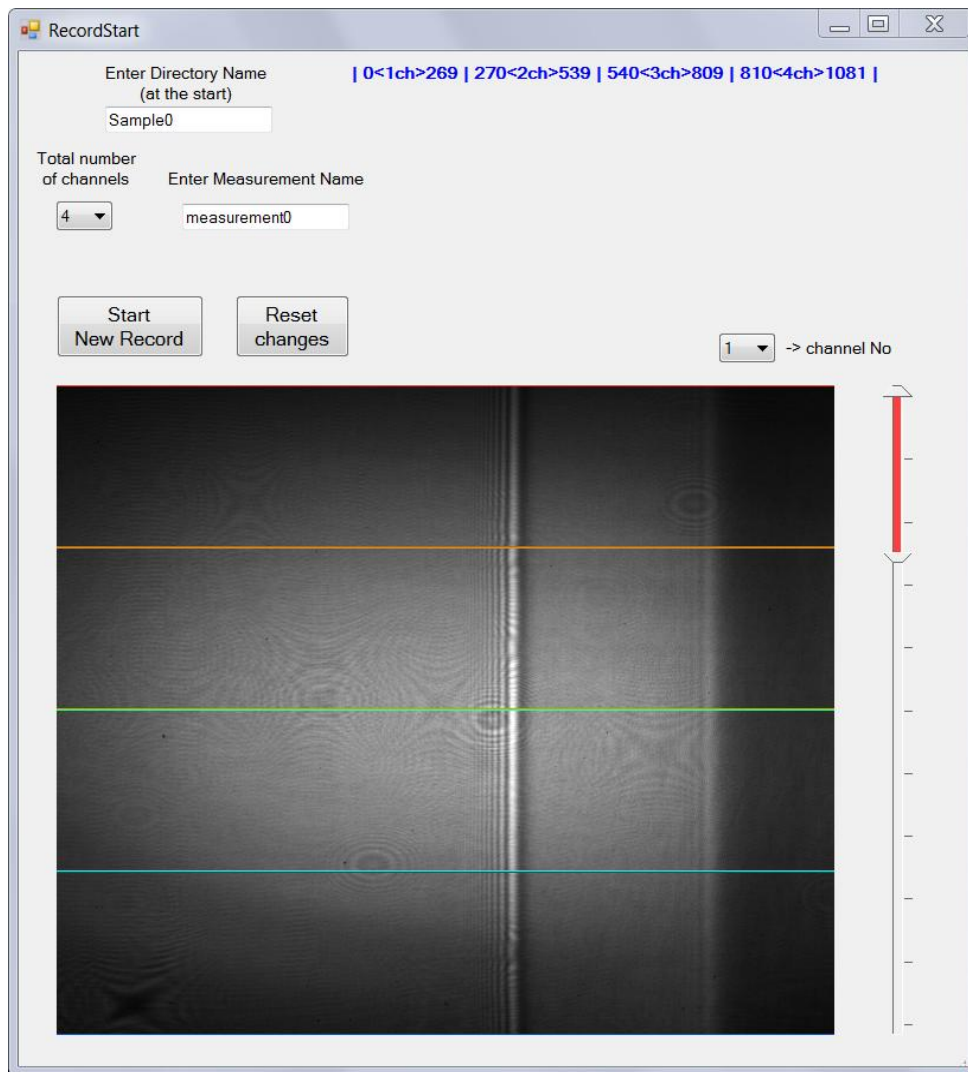 RecordStart
Enter Directory Name
(at the start)
| 0<1ch>269 | 270<2ch>539 | 540<3ch>809 | 810<4ch>1081 |
Sample0
Total number
of channels
Enter Measurement Name
4
measurement0
Start
New Record
Reset
changes
1
-> channel No